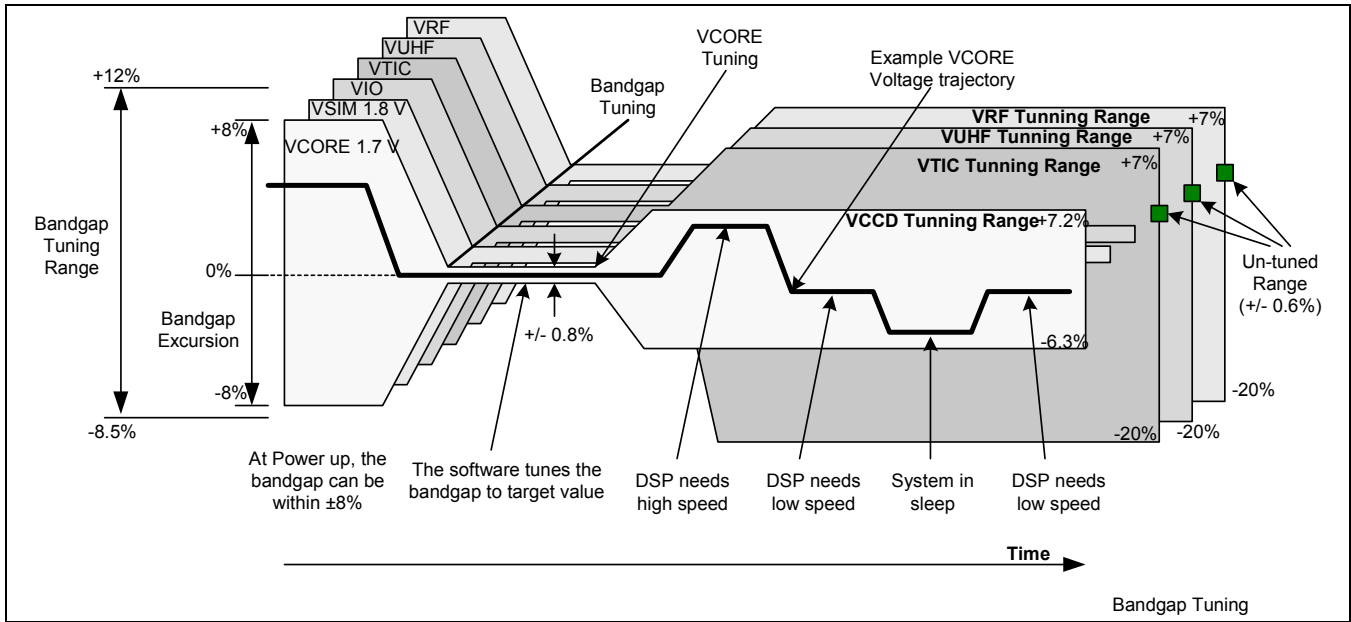 VRF
VUHF
VTIC
VIO
VSIM 1.8 V
VCORE 1.7 V
+12%
+8%
0%
-8%
-8.5%
Bandgap
Tuning
Range
Bandgap
Excursion
Bandgap
Tuning
VCORE
Tuning
Example VCORE
Voltage trajectory
VRF Tunning Range
+7%
VUHF Tunning Range
+7%
VTIC Tunning Range
+7%
VCCD Tunning Range
+7.2%
Un-tuned
Range
(+/- 0.6%)
+/- 0.8%
-6.3%
-20%
-20%
-20%
At Power up, the
bandgap can be
within ±8%
The software tunes the
bandgap to target value
DSP needs
high speed
DSP needs
low speed
System in
sleep
DSP needs
low speed
Time
Bandgap Tuning